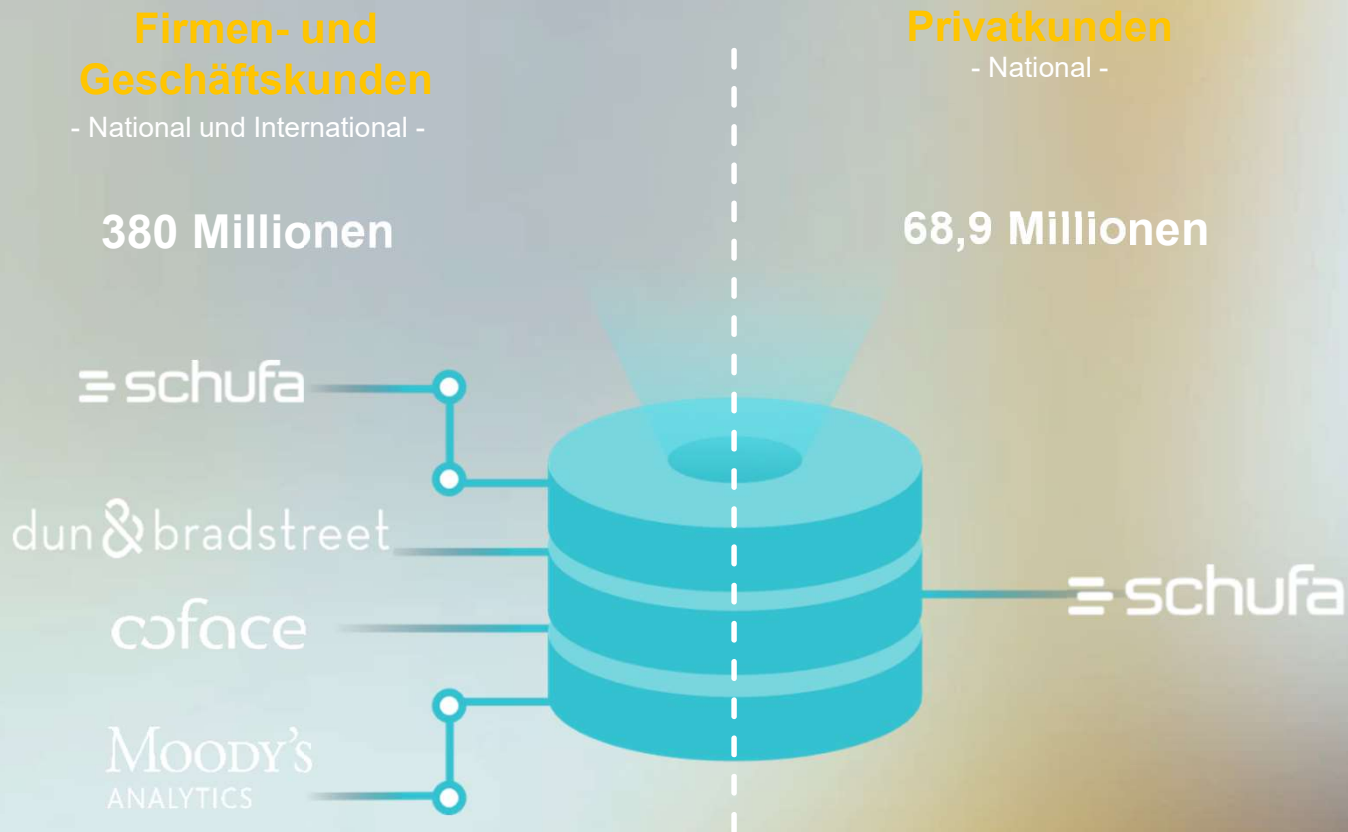 Firmen- und
Geschäftskunden
- National und International -
380 Millionen
schufa
dun & bradstreet
coface
MOODY'S
ANALYTICS
Privatkunden
- National -
68,9 Millionen
schufa